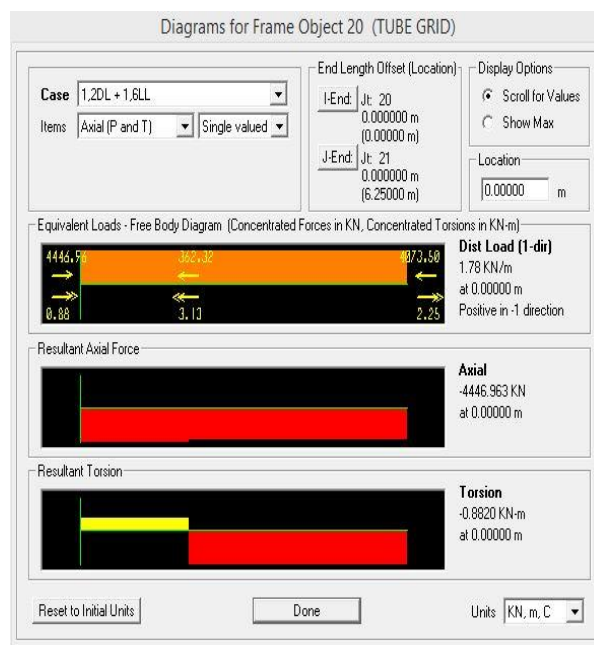 Diagrams for Frame Object 20 (TUBE GRID)
Case 1,2DL + 1,6LL
Items Axial (P and T) Single valued
End Length Offset (Location)
I-End: Jt: 20
0.000000 m
(0.00000 m)
J-End: Jt: 21
0.000000 m
(6.25000 m)
Display Options
Scroll for Values
Show Max
Location
0.00000 m
Equivalent Loads - Free Body Diagram (Concentrated Forces in KN, Concentrated Torsions in KN-m)
4446.96 362.32 4073.50
0.88 3.13 2.25
Dist Load (1-dir)
1.78 KN/m
at 0.00000 m
Positive in -1 direction
Resultant Axial Force
Axial
-4446.963 KN
at 0.00000 m
Resultant Torsion
Torsion
-0.8820 KN-m
at 0.00000 m
Reset to Initial Units Done Units KN, m, C